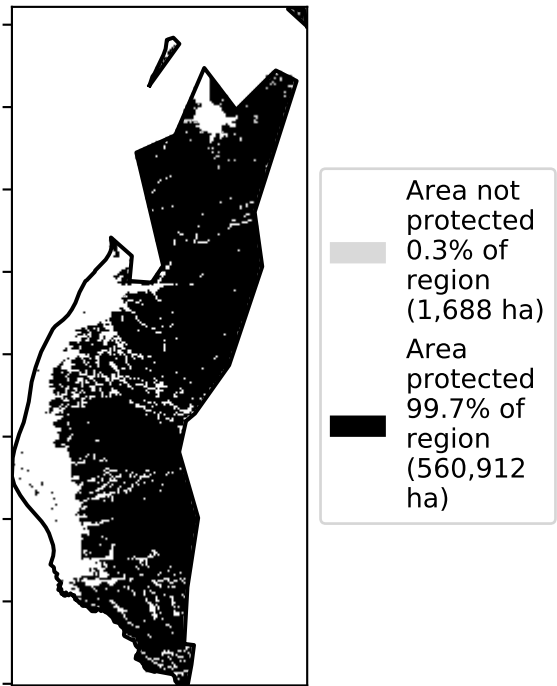 Area not
protected
0.3% of
region
(1,688 ha)
Area
protected
99.7% of
region
(560,912
ha)